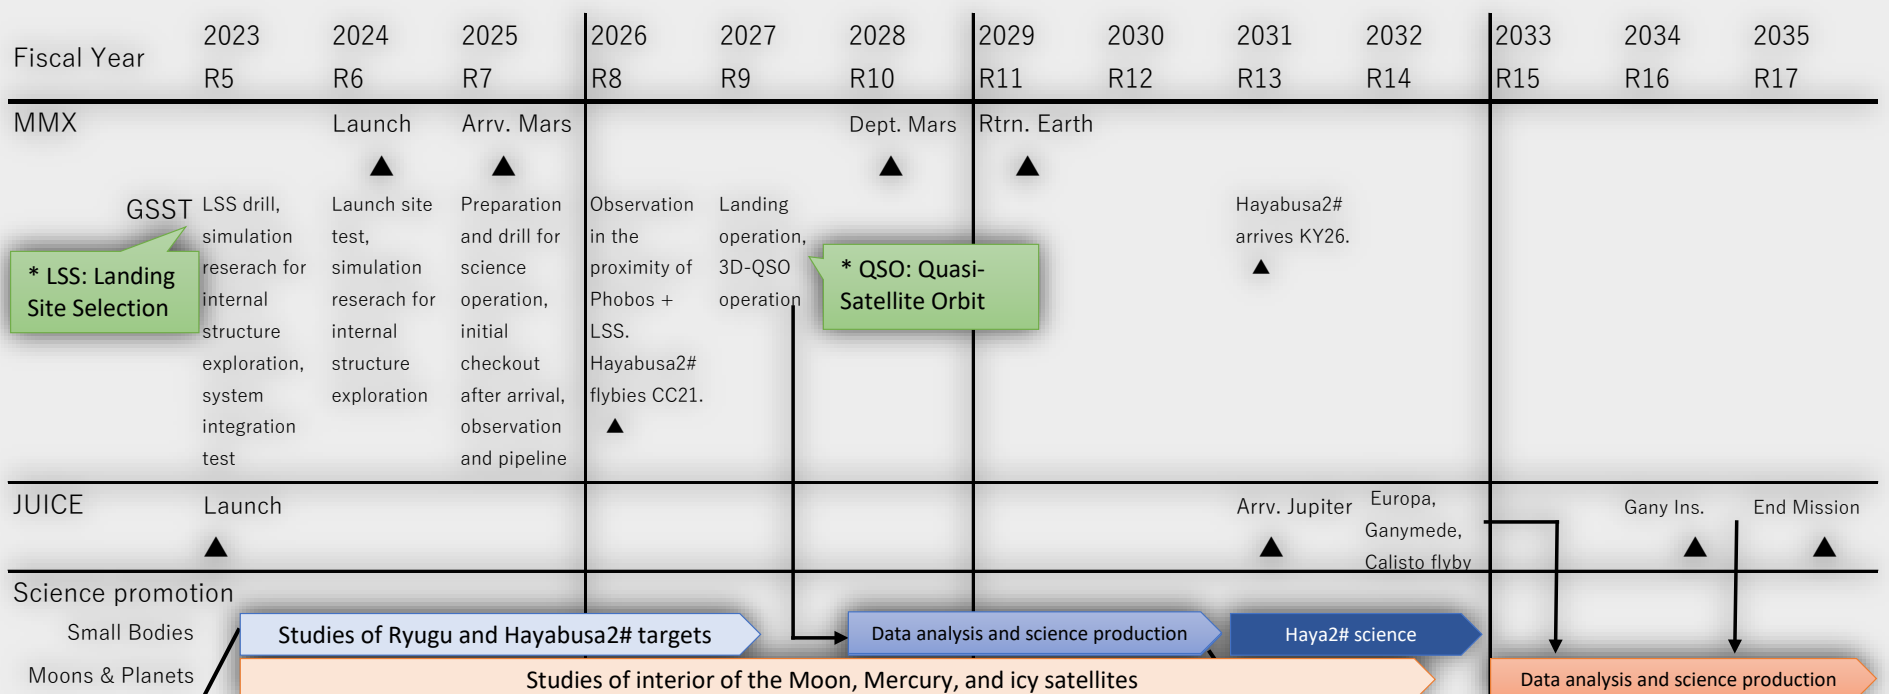 Fiscal Year
2023 2024 2025 2026 2027 2028 2029 2030 2031 2032 2033 2034 2035
R5 R6 R7 R8 R9 R10 R11 R12 R13 R14 R15 R16 R17
MMX
Launch
Arrv. Mars
Dept. Mars
Rtrn. Earth
▲ ▲ ▲ ▲
GSST
LSS drill,
simulation
reserach for
internal
structure
exploration,
system
integration
test
Launch site
test,
simulation
reserach for
internal
structure
exploration
Preparation
and drill for
science
operation,
initial
checkout
after arrival,
observation
and pipeline
Observation
in the
proximity of
Phobos +
LSS.
Hayabusa2#
flybies CC21.
▲
Landing
operation,
3D-QSO
operation
Hayabusa2#
arrives KY26.
▲
* LSS: Landing
Site Selection
* QSO: Quasi-
Satellite Orbit
JUICE
Launch
▲
Arrv. Jupiter
▲
Europa,
Ganymede,
Calisto flyby
Gany Ins.
▲
End Mission
▲
Science promotion
Small Bodies
Studies of Ryugu and Hayabusa2# targets
Data analysis and science production
Haya2# science
Moons & Planets
Studies of interior of the Moon, Mercury, and icy satellites
Data analysis and science production